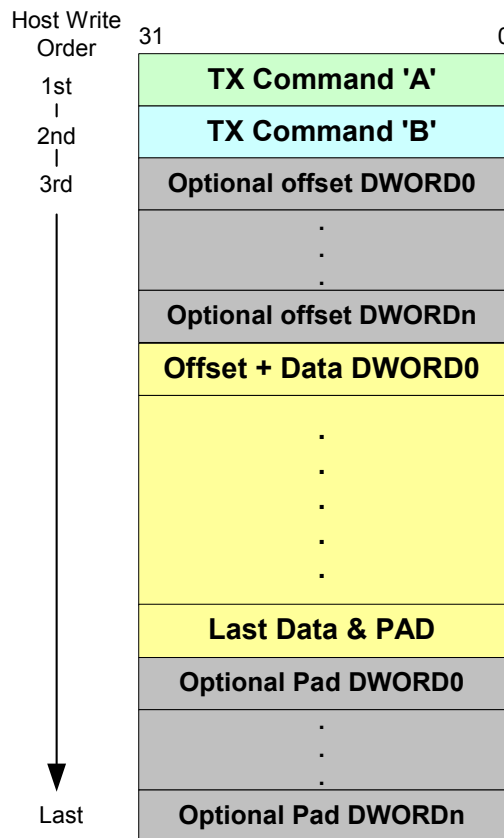 Host Write
Order
31
0
1st
TX Command 'A'
2nd
TX Command 'B'
3rd
Optional offset DWORD0
.
.
.
Optional offset DWORDn
Offset + Data DWORD0
.
.
.
.
.
Last Data & PAD
Optional Pad DWORD0
.
.
.
Last
Optional Pad DWORDn